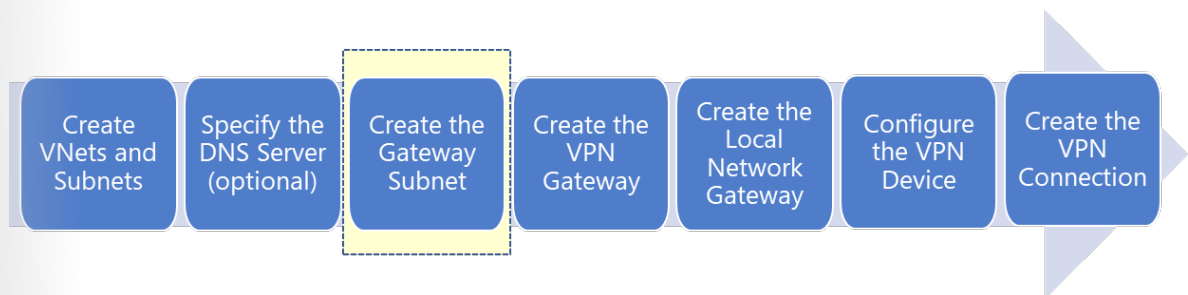 Create
VNets and
Subnets
Specify the
DNS Server
(optional)
Create the
Gateway
Subnet
Create the
VPN
Gateway
Create the
Local
Network
Gateway
Configure
the VPN
Device
Create the
VPN
Connection